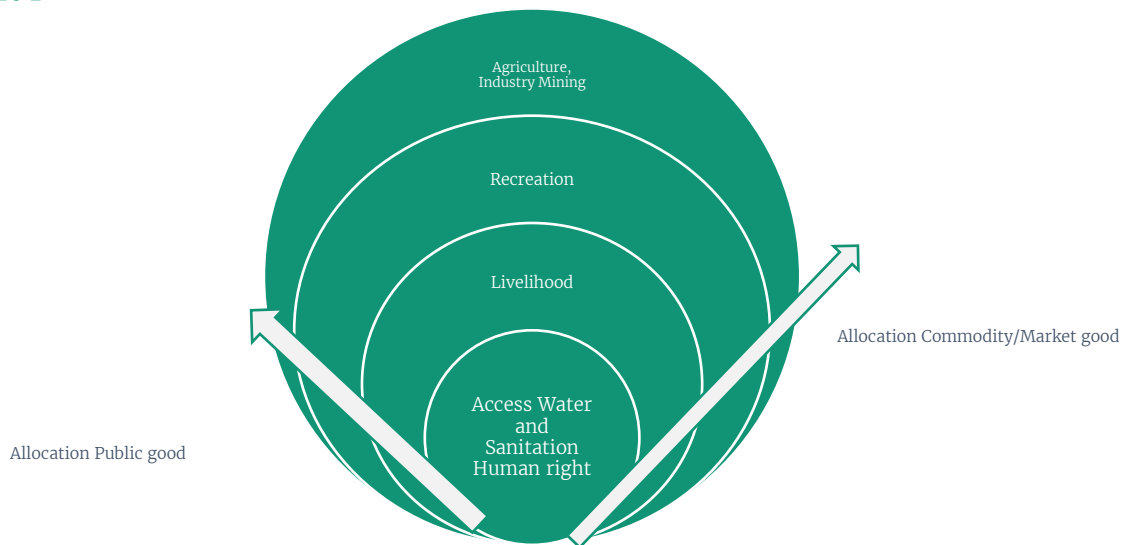 Agriculture,
Industry Mining
Recreation
Livelihood
Allocation Commodity/Market good
Access Water
and
Sanitation
Human right
Allocation Public good